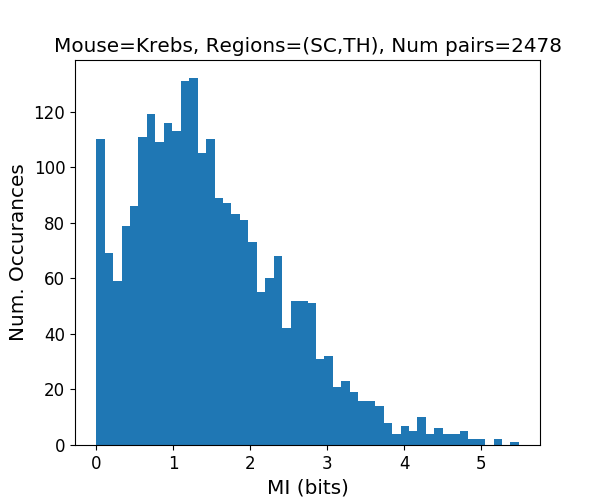 Mouse=Krebs, Regions=(SC,TH), Num pairs=2478
Num. Occurances
120
100
80
60
40
20
0
0 1 2 3 4 5
MI (bits)